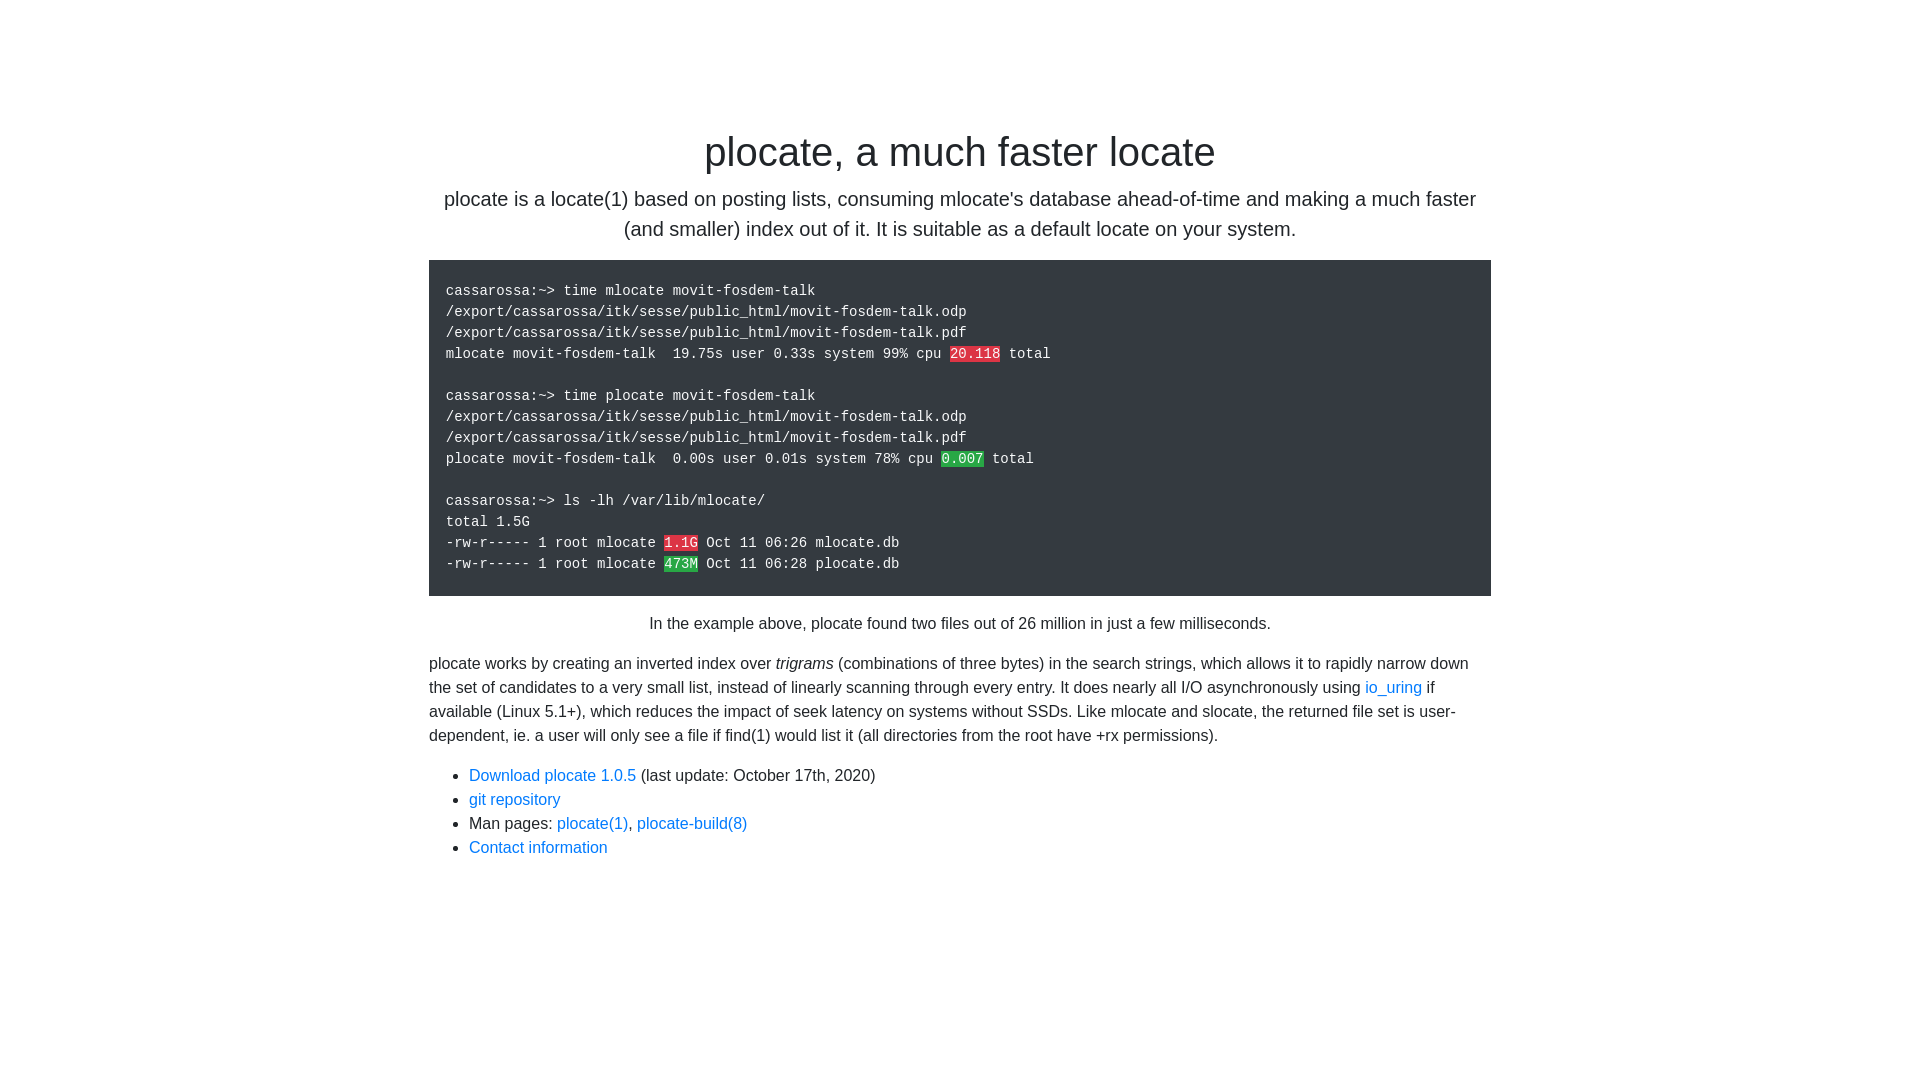 plocate, a much faster locate
plocate is a locate(1) based on posting lists, consuming mlocate's database ahead-of-time and making a much faster
(and smaller) index out of it. It is suitable as a default locate on your system.
cassarossa:~> time mlocate movit-fosdem-talk
/export/cassarossa/itk/sesse/public_html/movit-fosdem-talk.odp
/export/cassarossa/itk/sesse/public_html/movit-fosdem-talk.pdf
mlocate movit-fosdem-talk  19.75s user 0.33s system 99% cpu 20.118 total
cassarossa:~> time plocate movit-fosdem-talk
/export/cassarossa/itk/sesse/public_html/movit-fosdem-talk.odp
/export/cassarossa/itk/sesse/public_html/movit-fosdem-talk.pdf
plocate movit-fosdem-talk  0.00s user 0.01s system 78% cpu 0.007 total
cassarossa:~> ls -lh /var/lib/mlocate/
total 1.5G
-rw-r----- 1 root mlocate 1.1G Oct 11 06:26 mlocate.db
-rw-r----- 1 root mlocate 473M Oct 11 06:28 plocate.db
In the example above, plocate found two files out of 26 million in just a few milliseconds.
plocate works by creating an inverted index over trigrams (combinations of three bytes) in the search strings, which allows it to rapidly narrow down
the set of candidates to a very small list, instead of linearly scanning through every entry. It does nearly all I/O asynchronously using io_uring if
available (Linux 5.1+), which reduces the impact of seek latency on systems without SSDs. Like mlocate and slocate, the returned file set is user-
dependent, ie. a user will only see a file if find(1) would list it (all directories from the root have +rx permissions).
• Download plocate 1.0.5 (last update: October 17th, 2020)
• git repository
• Man pages: plocate(1), plocate-build(8)
• Contact information